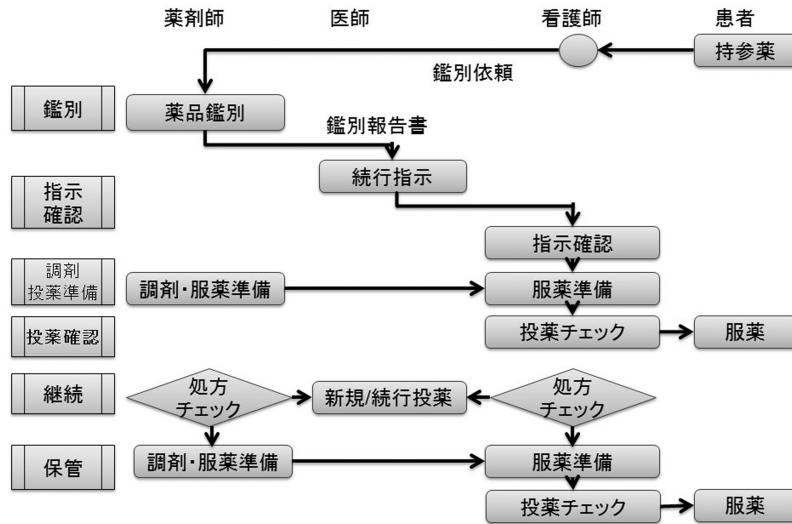 薬剤師 医師 看護師 患者
持参薬
鑑別依頼
鑑別 薬品鑑別
鑑別報告書
続行指示
指示
確認
指示確認
調剤
投薬準備
調剤・服薬準備 服薬準備
投薬確認 投薬チェック 服薬
継続
処方
チェック
新規/続行投薬
処方
チェック
保管 調剤・服薬準備 服薬準備
投薬チェック 服薬